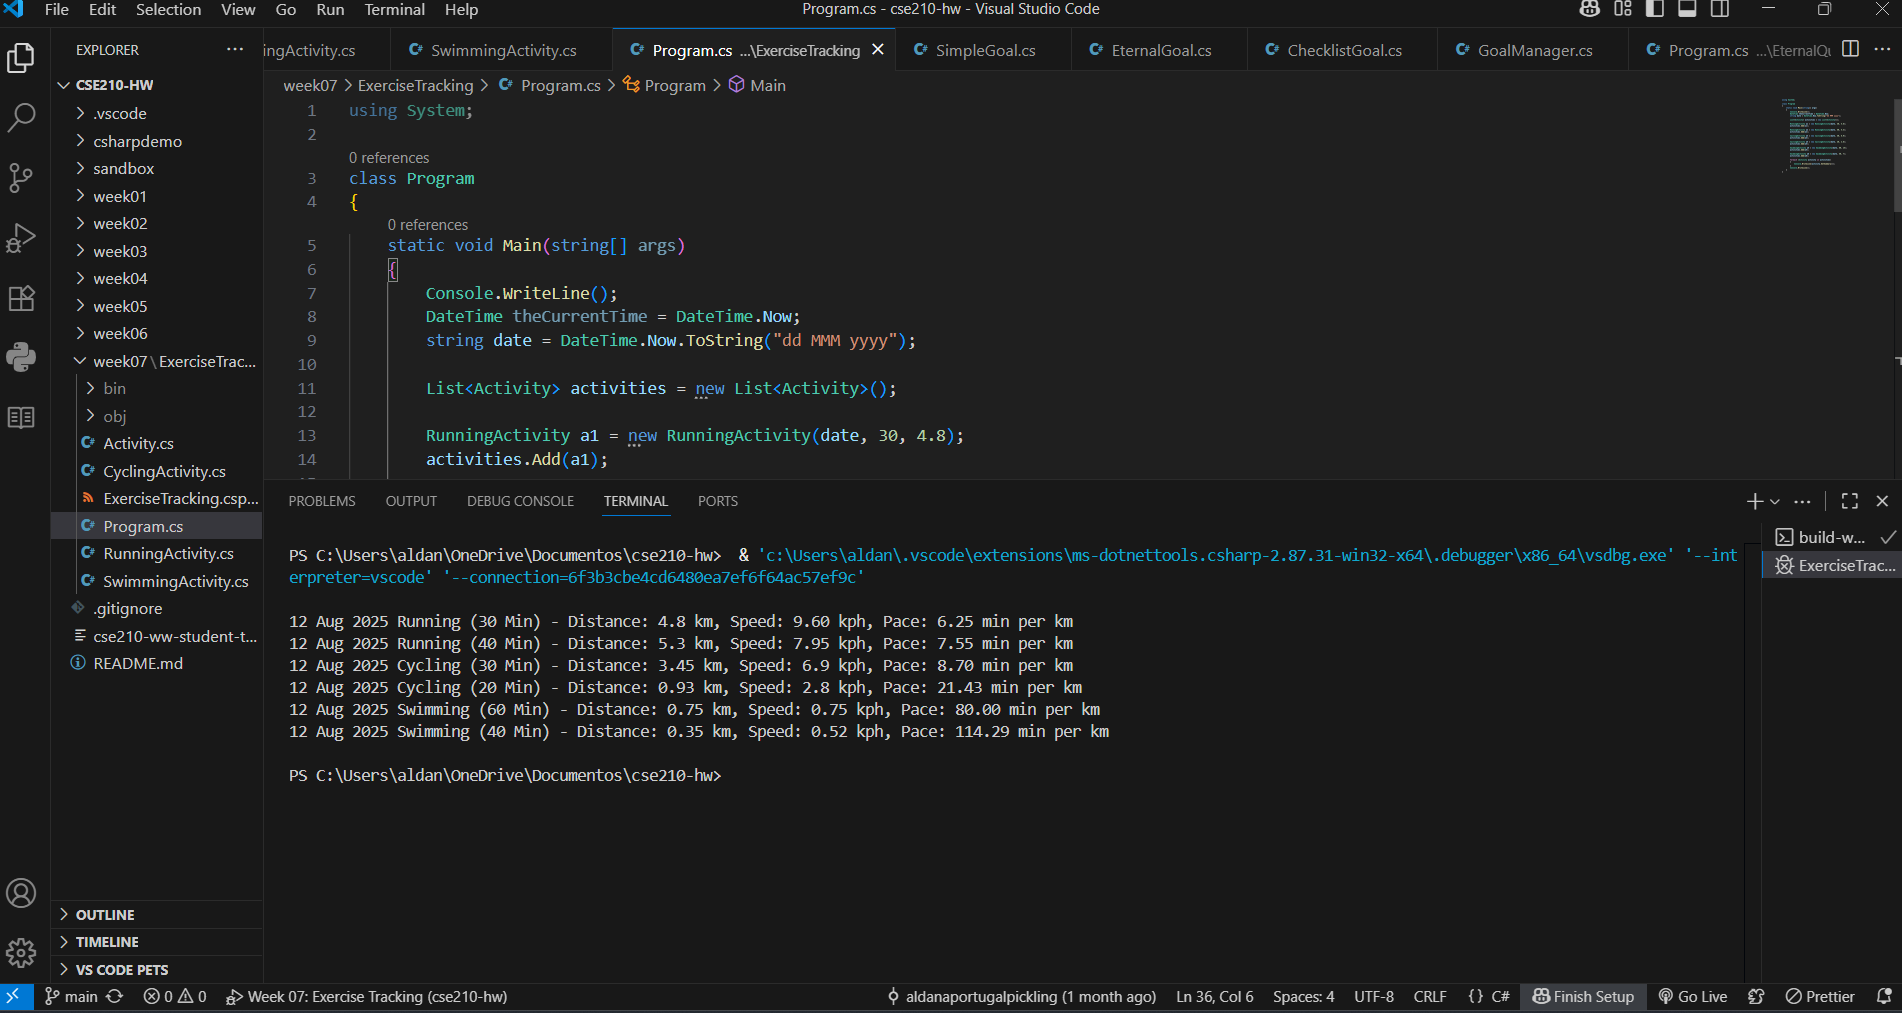 File Edit Selection View Go Run Terminal Help
Program.cs - cse210-hw - Visual Studio Code
EXPLORER
ingActivity.cs
SwimmingActivity.cs
Program.cs ...\ExerciseTracking
SimpleGoal.cs
EternalGoal.cs
ChecklistGoal.cs
GoalManager.cs
Program.cs ...\EternalQu
CSE210-HW
.vscode
csharpdemo
sandbox
week01
week02
week03
week04
week05
week06
week07\ExerciseTrac...
bin
obj
Activity.cs
CyclingActivity.cs
ExerciseTracking.csp...
Program.cs
RunningActivity.cs
SwimmingActivity.cs
.gitignore
cse210-ww-student-t...
README.md
OUTLINE
TIMELINE
VS CODE PETS
week07 > ExerciseTracking > Program.cs > Program > Main
1 using System;
2
0 references
3 class Program
4 {
0 references
5 static void Main(string[] args)
6 {
7 Console.WriteLine();
8 DateTime theCurrentTime = DateTime.Now;
9 string date = DateTime.Now.ToString("dd MMM yyyy");
10
11 List<Activity> activities = new List<Activity>();
12
13 RunningActivity a1 = new RunningActivity(date, 30, 4.8);
14 activities.Add(a1);
PROBLEMS OUTPUT DEBUG CONSOLE TERMINAL PORTS
build-w...
ExerciseTrac...
PS C:\Users\aldan\OneDrive\Documentos\cse210-hw> & 'c:\Users\aldan\.vscode\extensions\ms-dotnettools.csharp-2.87.31-win32-x64\.debugger\x86_64\vsdbg.exe' '--int
erpreter=vscode' '--connection=6f3b3cbe4cd6480ea7ef6f64ac57ef9c'
12 Aug 2025 Running (30 Min) - Distance: 4.8 km, Speed: 9.60 kph, Pace: 6.25 min per km
12 Aug 2025 Running (40 Min) - Distance: 5.3 km, Speed: 7.95 kph, Pace: 7.55 min per km
12 Aug 2025 Cycling (30 Min) - Distance: 3.45 km, Speed: 6.9 kph, Pace: 8.70 min per km
12 Aug 2025 Cycling (20 Min) - Distance: 0.93 km, Speed: 2.8 kph, Pace: 21.43 min per km
12 Aug 2025 Swimming (60 Min) - Distance: 0.75 km, Speed: 0.75 kph, Pace: 80.00 min per km
12 Aug 2025 Swimming (40 Min) - Distance: 0.35 km, Speed: 0.52 kph, Pace: 114.29 min per km
PS C:\Users\aldan\OneDrive\Documentos\cse210-hw>
main 0 0 Week 07: Exercise Tracking (cse210-hw) aldanaportugalpickling (1 month ago) Ln 36, Col 6 Spaces: 4 UTF-8 CRLF {} C# Finish Setup Go Live Prettier